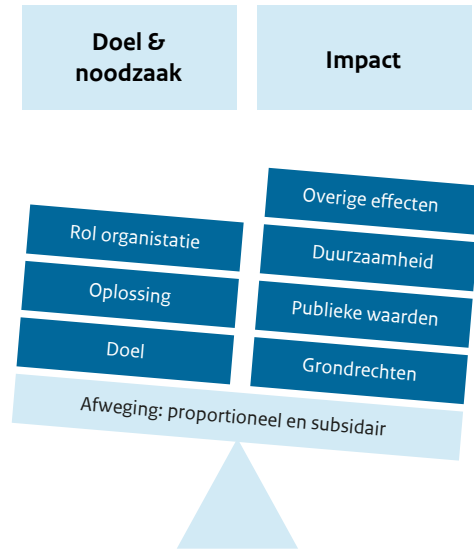 Doel &
noodzaak
Impact
Rol organistatie
Oplossing
Doel
Overige effecten
Duurzaamheid
Publieke waarden
Grondrechten
Afweging: proportioneel en subsidair